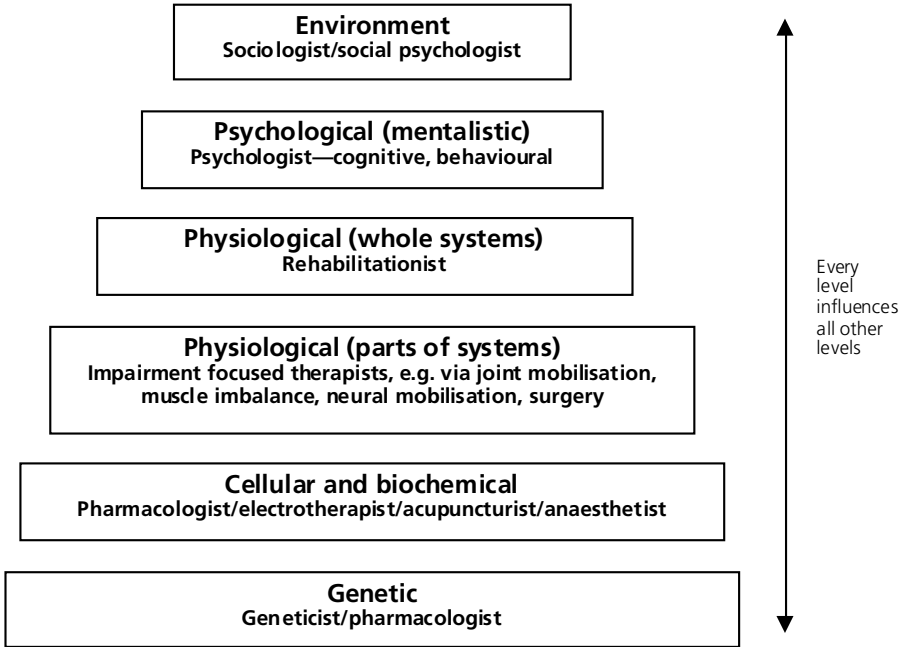 Environment
Sociologist/social psychologist
Psychological (mentalistic)
Psychologist—cognitive, behavioural
Physiological (whole systems)
Rehabilitationist
Physiological (parts of systems)
Impairment focused therapists, e.g. via joint mobilisation,
muscle imbalance, neural mobilisation, surgery
Cellular and biochemical
Pharmacologist/electrotherapist/acupuncturist/anaesthetist
Genetic
Geneticist/pharmacologist
Every
level
influences
all other
levels